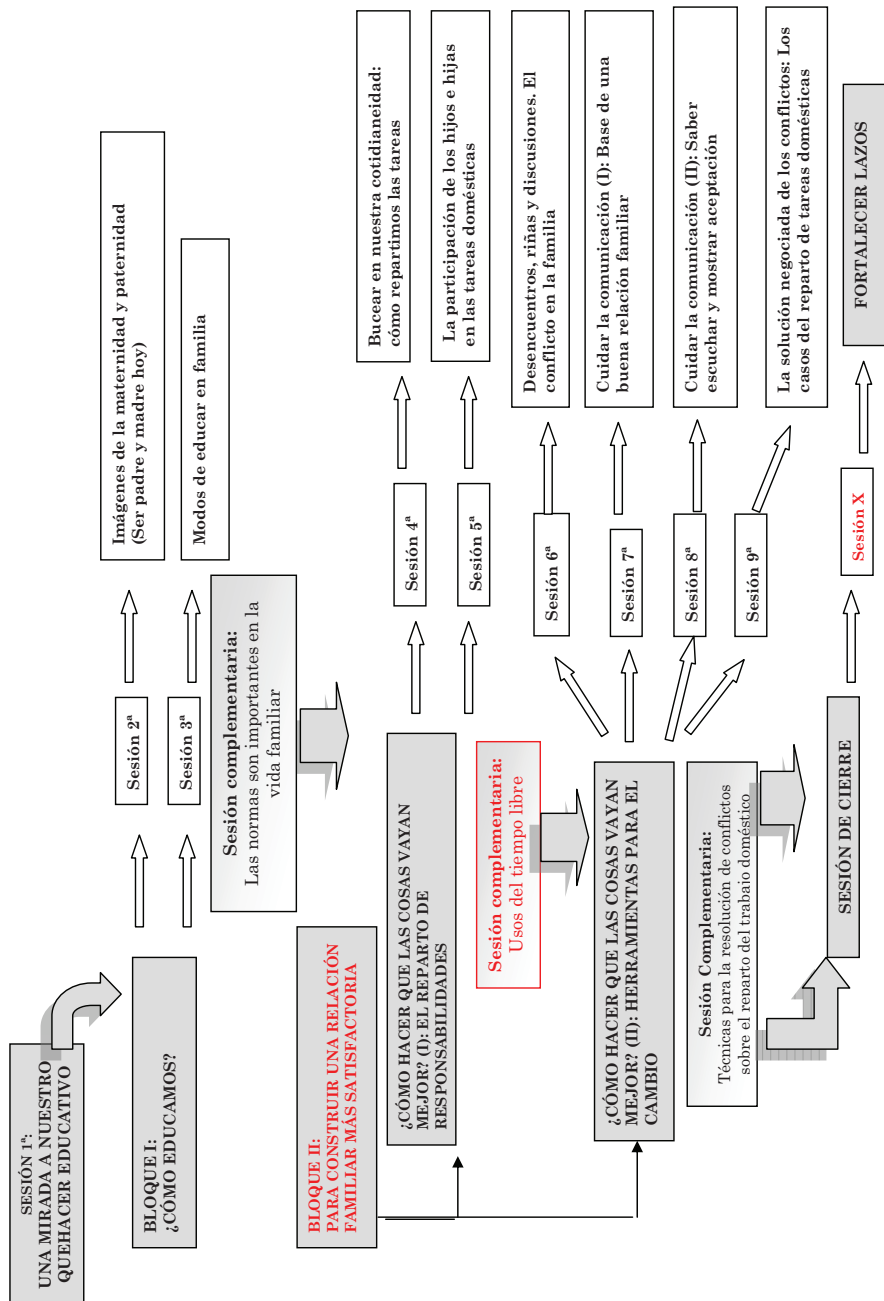 SESIÓN 1ª:
UNA MIRADA A NUESTRO
QUEHACER EDUCATIVO
BLOQUE I:
¿CÓMO EDUCAMOS?
Sesión 2ª
Imágenes de la maternidad y paternidad
(Ser padre y madre hoy)
Sesión 3ª
Modos de educar en familia
Sesión complementaria:
Las normas son importantes en la
vida familiar
BLOQUE II:
PARA CONSTRUIR UNA RELACIÓN
FAMILIAR MÁS SATISFACTORIA
¿CÓMO HACER QUE LAS COSAS VAYAN
MEJOR? (I): EL REPARTO DE
RESPONSABILIDADES
Sesión 4ª
Bucear en nuestra cotidianeidad:
cómo repartimos las tareas
Sesión 5ª
La participación de los hijos e hijas
en las tareas domésticas
Sesión complementaria:
Usos del tiempo libre
¿CÓMO HACER QUE LAS COSAS VAYAN
MEJOR? (II): HERRAMIENTAS PARA EL
CAMBIO
Sesión 6ª
Desencuentros, riñas y discusiones. El
conflicto en la familia
Sesión 7ª
Cuidar la comunicación (I): Base de una
buena relación familiar
Sesión 8ª
Cuidar la comunicación (II): Saber
escuchar y mostrar aceptación
Sesión 9ª
La solución negociada de los conflictos: Los
casos del reparto de tareas domésticas
Sesión Complementaria:
Técnicas para la resolución de conflictos
sobre el reparto del trabajo doméstico
SESIÓN DE CIERRE
Sesión X
FORTALECER LAZOS